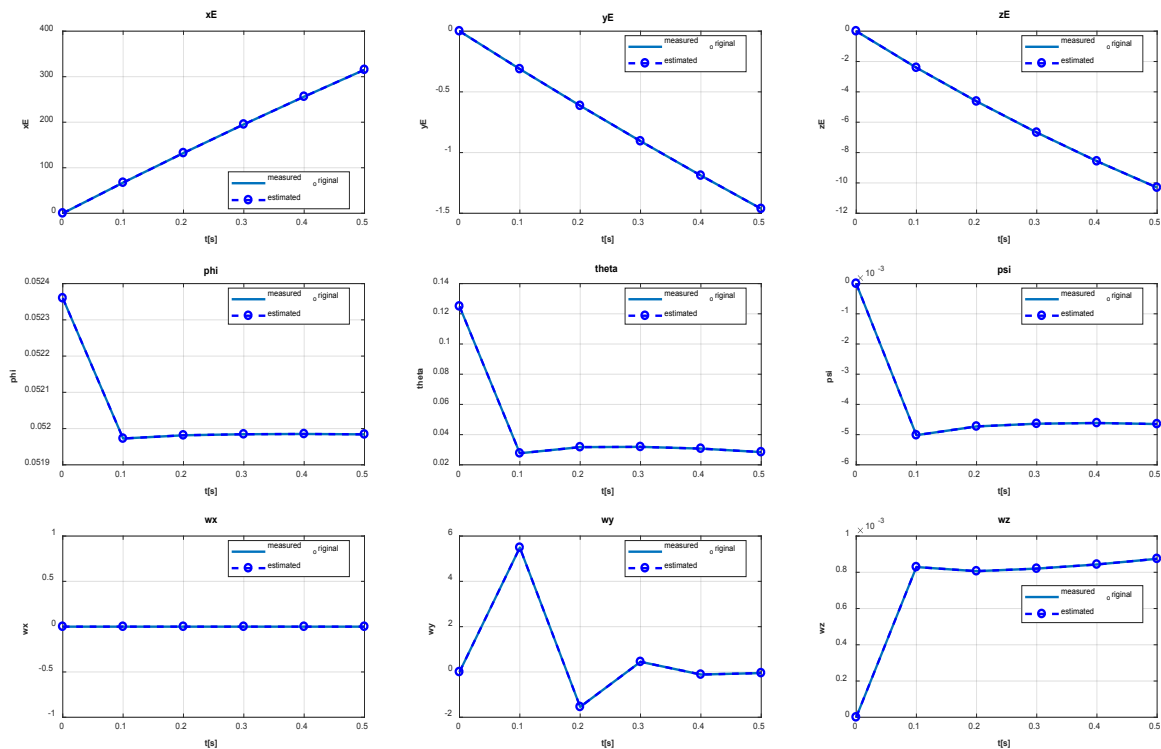 xE
400
300
200
100
0
xE
0 0.1 0.2 0.3 0.4 0.5
t[s]
measured original
estimated
yE
0
-0.5
-1
-1.5
yE
0 0.1 0.2 0.3 0.4 0.5
t[s]
measured original
estimated
zE
0
-2
-4
-6
-8
-10
-12
zE
0 0.1 0.2 0.3 0.4 0.5
t[s]
measured original
estimated
phi
0.0524
0.0523
0.0522
0.0521
0.052
0.0519
phi
0 0.1 0.2 0.3 0.4 0.5
t[s]
measured original
estimated
theta
0.14
0.12
0.1
0.08
0.06
0.04
0.02
theta
0 0.1 0.2 0.3 0.4 0.5
t[s]
measured original
estimated
psi
× 10⁻³
0
-1
-2
-3
-4
-5
-6
psi
0 0.1 0.2 0.3 0.4 0.5
t[s]
measured original
estimated
wx
1
0.5
0
-0.5
-1
wx
0 0.1 0.2 0.3 0.4 0.5
t[s]
measured original
estimated
wy
6
4
2
0
-2
wy
0 0.1 0.2 0.3 0.4 0.5
t[s]
measured original
estimated
wz
× 10⁻³
1
0.8
0.6
0.4
0.2
0
wz
0 0.1 0.2 0.3 0.4 0.5
t[s]
measured original
estimated